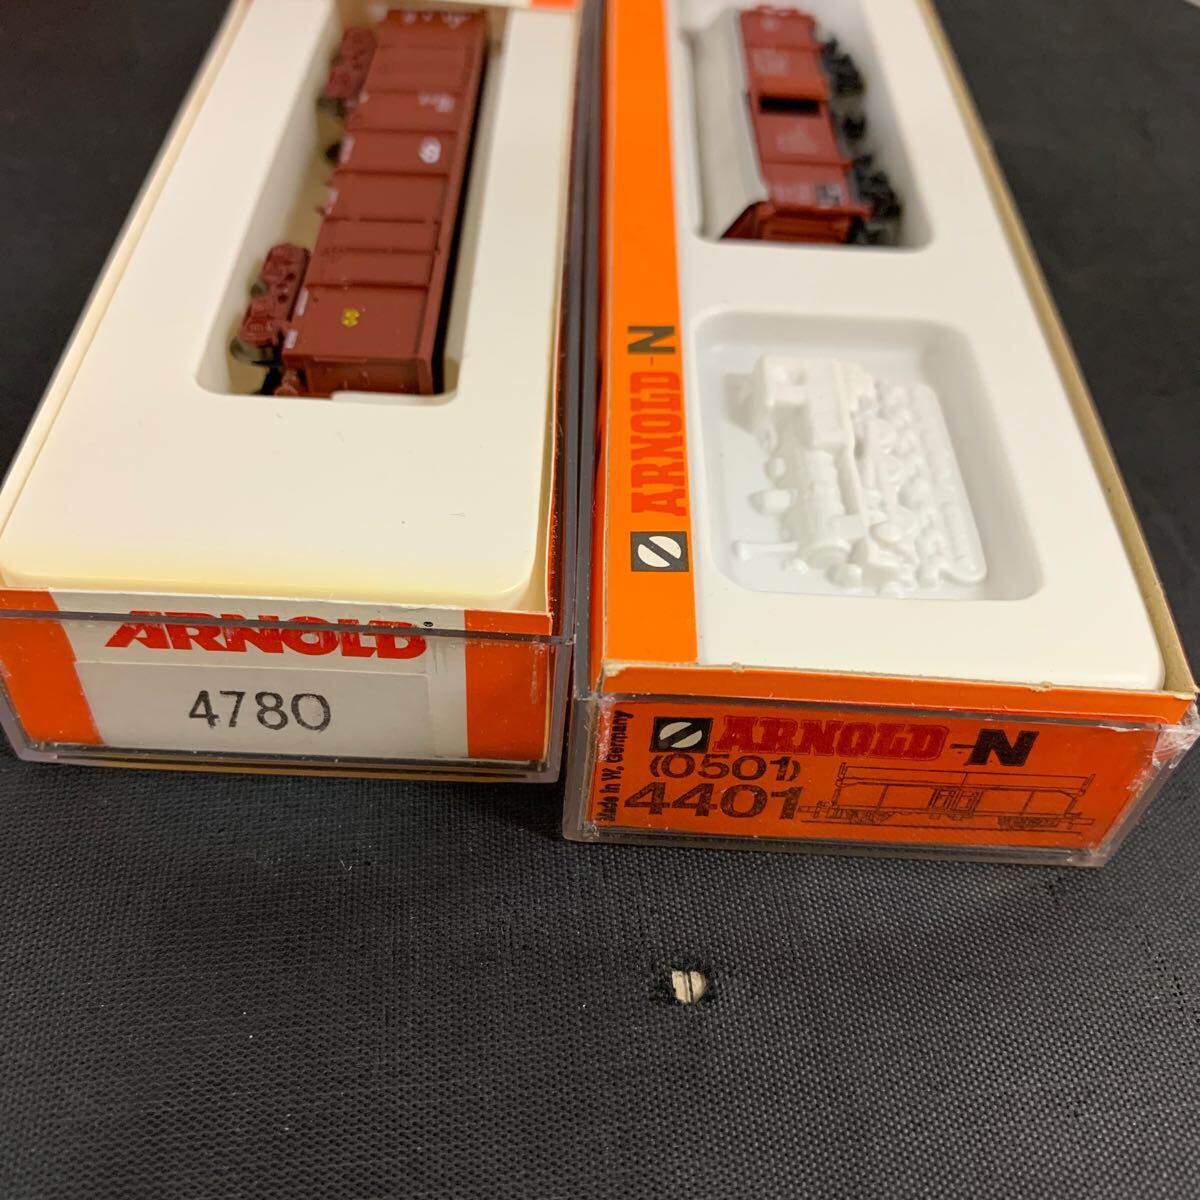 ARNOLD-N
ARNOLD
4780
ARNOLD-N
Made in W. Germany
(0501)
4401